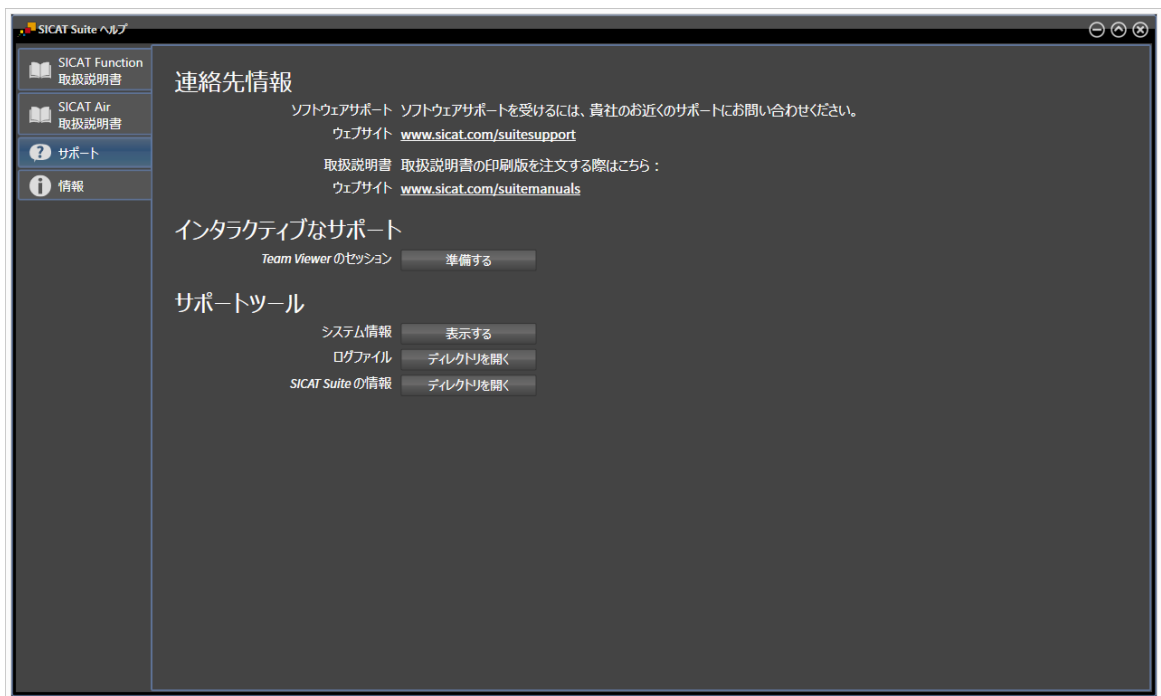 SICAT Suite ヘルプ
SICAT Function
取扱説明書
SICAT Air
取扱説明書
サポート
情報
連絡先情報
ソフトウェアサポート ソフトウェアサポートを受けるには、貴社のお近くのサポートにお問い合わせください。
ウェブサイト www.sicat.com/suitesupport
取扱説明書 取扱説明書の印刷版を注文する際はこちら：
ウェブサイト www.sicat.com/suitemanuals
インタラクティブなサポート
Team Viewer のセッション 準備する
サポートツール
システム情報 表示する
ログファイル ディレクトリを開く
SICAT Suite の情報 ディレクトリを開く